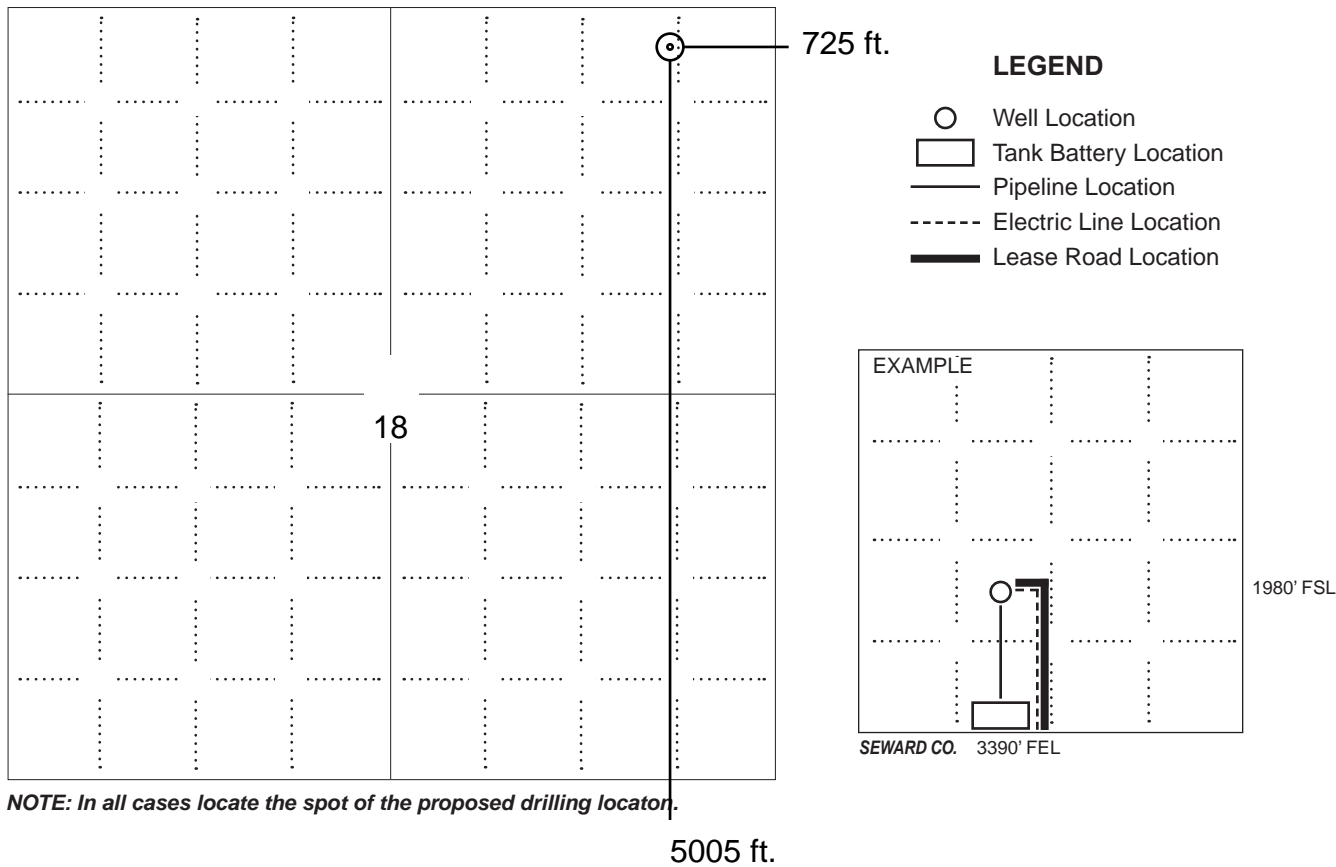 725 ft.
LEGEND
Well Location
Tank Battery Location
Pipeline Location
Electric Line Location
Lease Road Location
EXAMPLE
18
1980' FSL
SEWARD CO. 3390' FEL
NOTE: In all cases locate the spot of the proposed drilling locaton.
5005 ft.